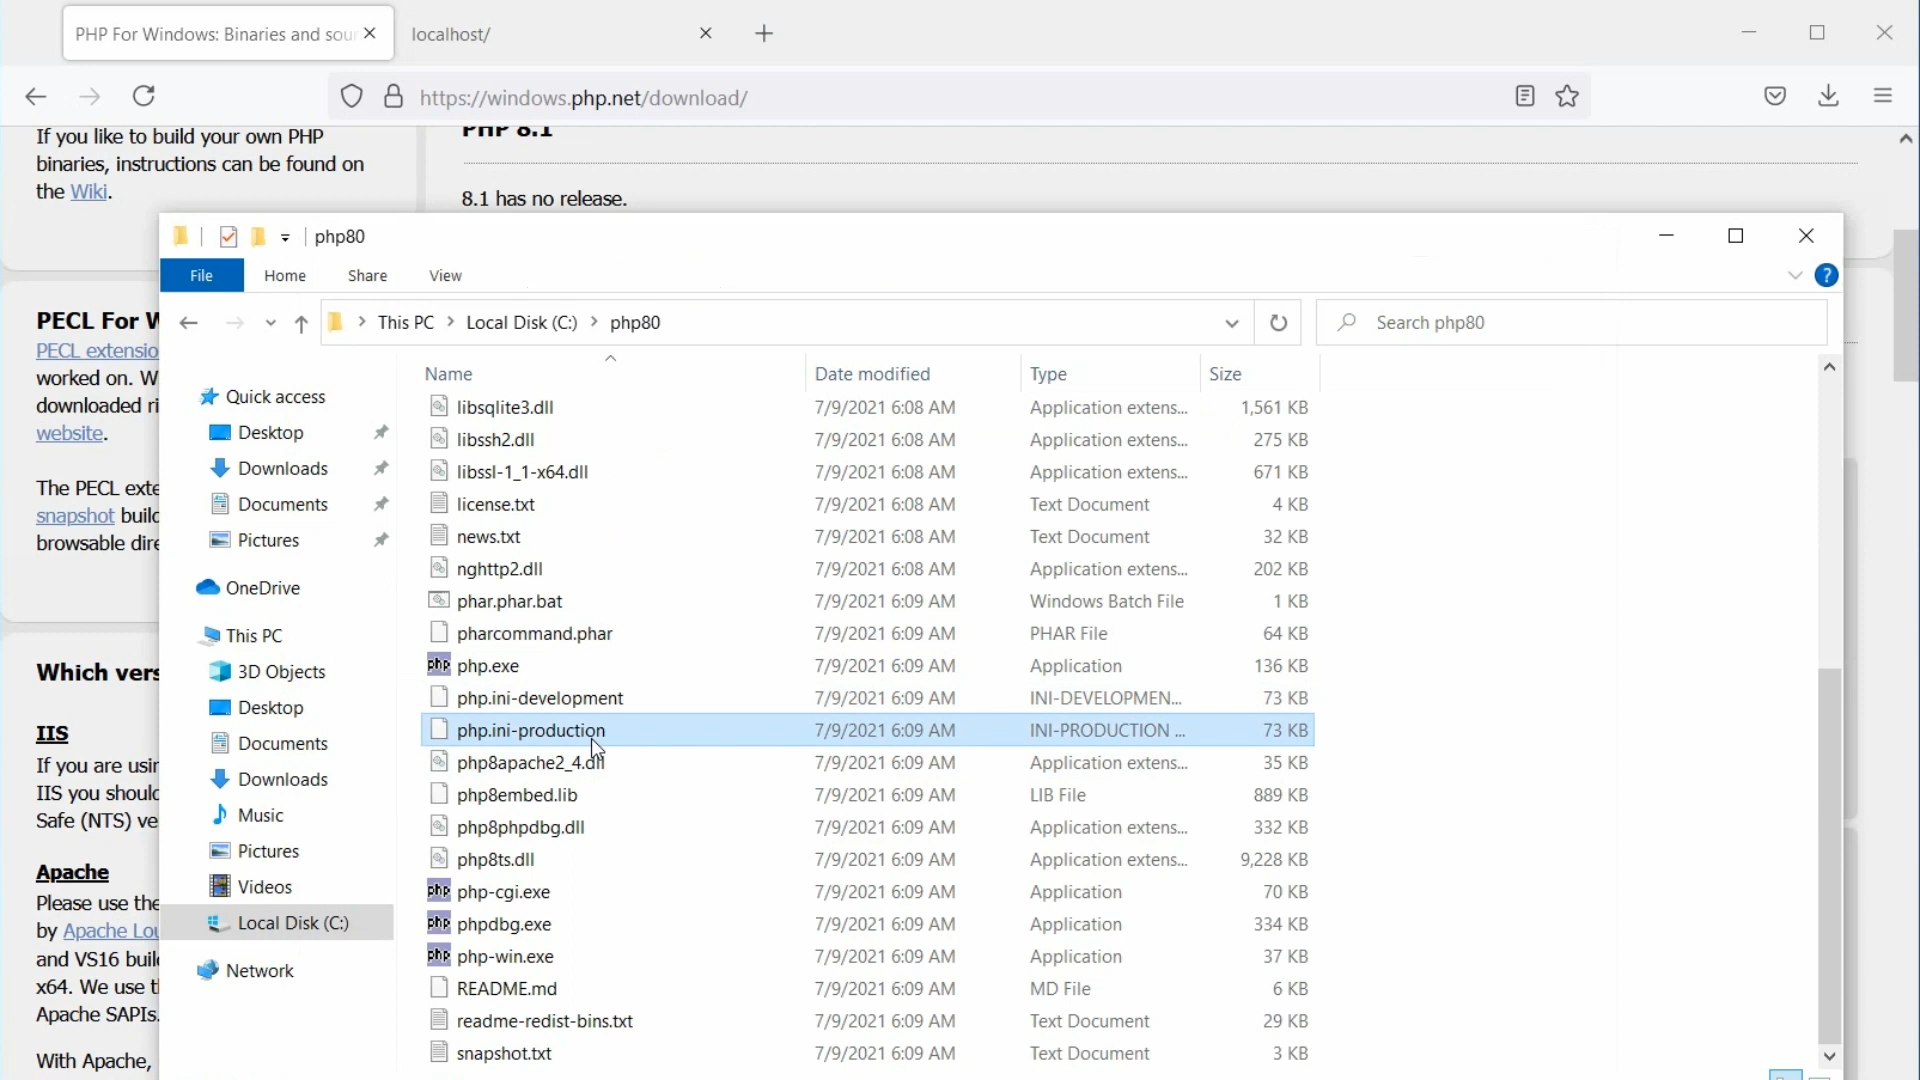 PHP For Windows: Binaries and sour
localhost/
https://windows.php.net/download/
If you like to build your own PHP
binaries, instructions can be found on
the Wiki.
PHP 8.1
8.1 has no release.
PECL For W
PECL extensio
worked on. W
downloaded ri
website.
The PECL exte
snapshot build
browsable dire
Which vers
IIS
If you are usin
IIS you should
Safe (NTS) ve
Apache
Please use the
by Apache Lou
and VS16 build
x64. We use t
Apache SAPIs.
With Apache,
php80
File Home Share View
?
This PC Local Disk (C:) php80
Search php80
Quick access
Desktop
Downloads
Documents
Pictures
OneDrive
This PC
3D Objects
Desktop
Documents
Downloads
Music
Pictures
Videos
Local Disk (C:)
Network
Name Date modified Type Size
libsqlite3.dll 7/9/2021 6:08 AM Application extens... 1,561 KB
libssh2.dll 7/9/2021 6:08 AM Application extens... 275 KB
libssl-1_1-x64.dll 7/9/2021 6:08 AM Application extens... 671 KB
license.txt 7/9/2021 6:08 AM Text Document 4 KB
news.txt 7/9/2021 6:08 AM Text Document 32 KB
nghttp2.dll 7/9/2021 6:08 AM Application extens... 202 KB
phar.phar.bat 7/9/2021 6:09 AM Windows Batch File 1 KB
pharcommand.phar 7/9/2021 6:09 AM PHAR File 64 KB
php php.exe 7/9/2021 6:09 AM Application 136 KB
php.ini-development 7/9/2021 6:09 AM INI-DEVELOPMEN... 73 KB
php.ini-production 7/9/2021 6:09 AM INI-PRODUCTION ... 73 KB
php8apache2_4.dll 7/9/2021 6:09 AM Application extens... 35 KB
php8embed.lib 7/9/2021 6:09 AM LIB File 889 KB
php8phpdbg.dll 7/9/2021 6:09 AM Application extens... 332 KB
php8ts.dll 7/9/2021 6:09 AM Application extens... 9,228 KB
php php-cgi.exe 7/9/2021 6:09 AM Application 70 KB
php phpdbg.exe 7/9/2021 6:09 AM Application 334 KB
php php-win.exe 7/9/2021 6:09 AM Application 37 KB
README.md 7/9/2021 6:09 AM MD File 6 KB
readme-redist-bins.txt 7/9/2021 6:09 AM Text Document 29 KB
snapshot.txt 7/9/2021 6:09 AM Text Document 3 KB